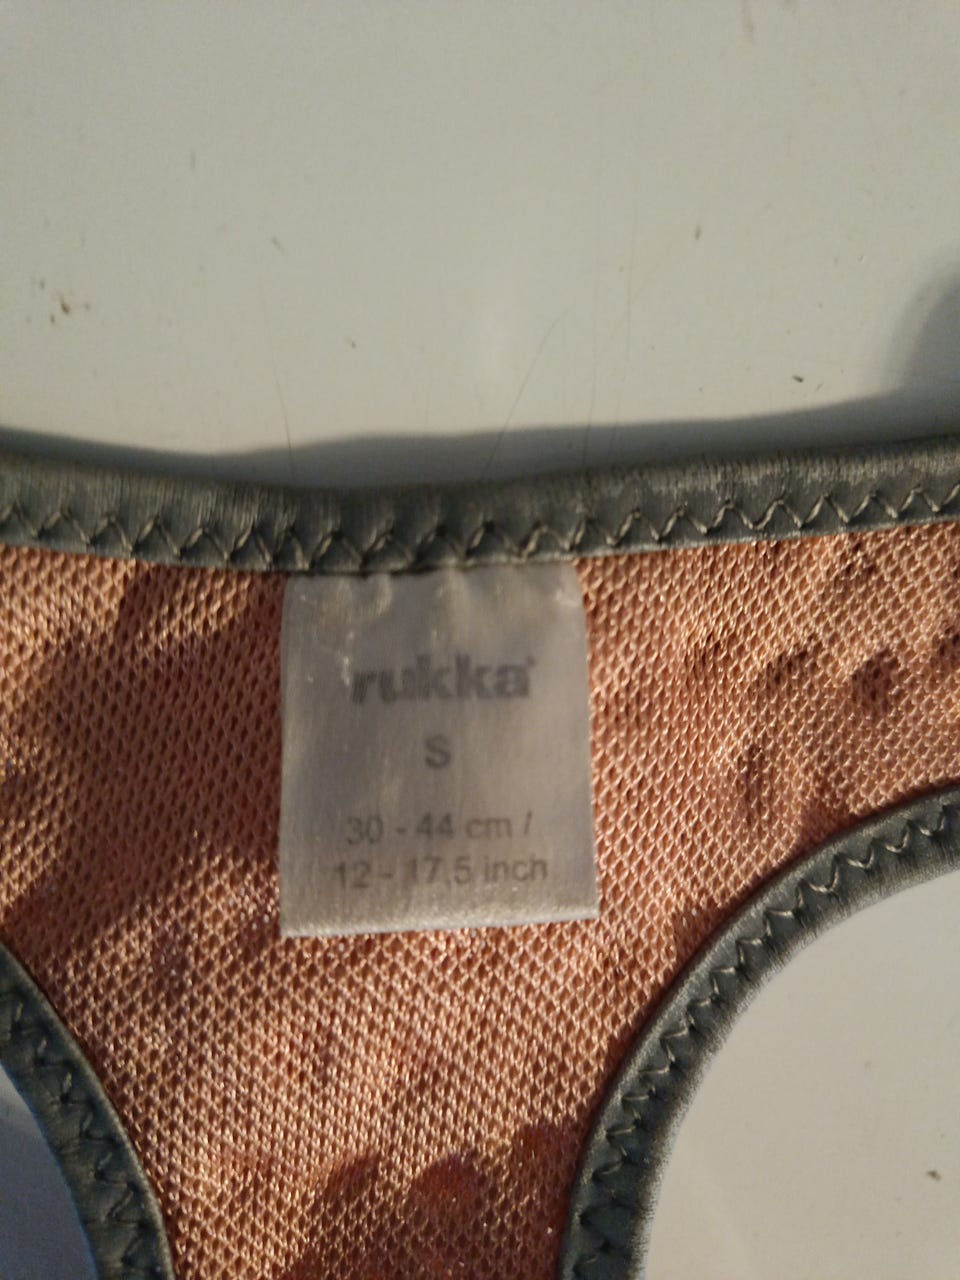 rukka
S
30 - 44 cm /
12 - 17,5 inch